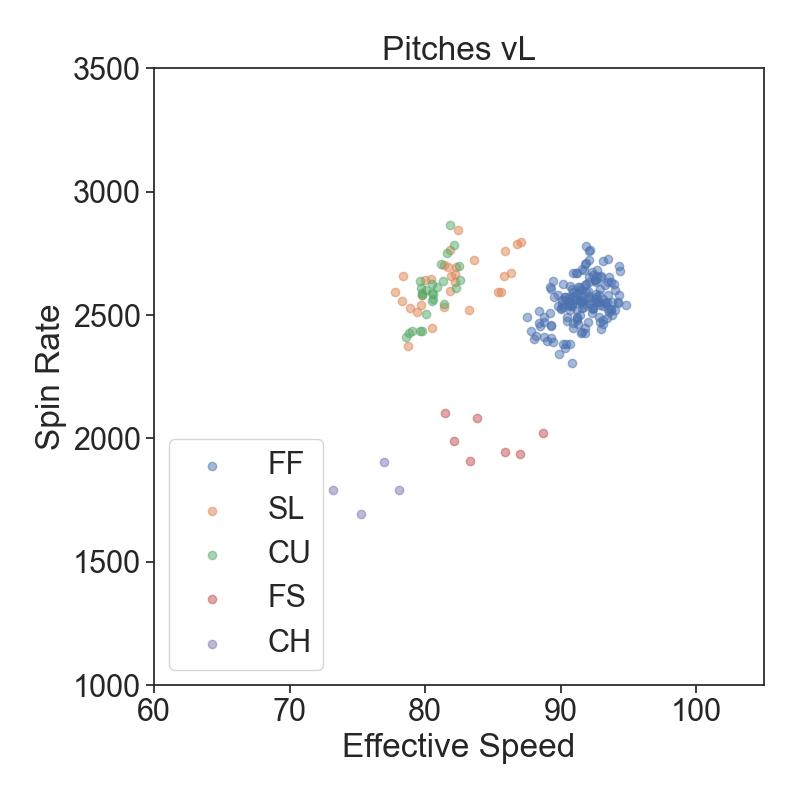 Pitches vL
3500
3000
2500
2000
1500
1000
Spin Rate
FF
SL
CU
FS
CH
60 70 80 90 100
Effective Speed